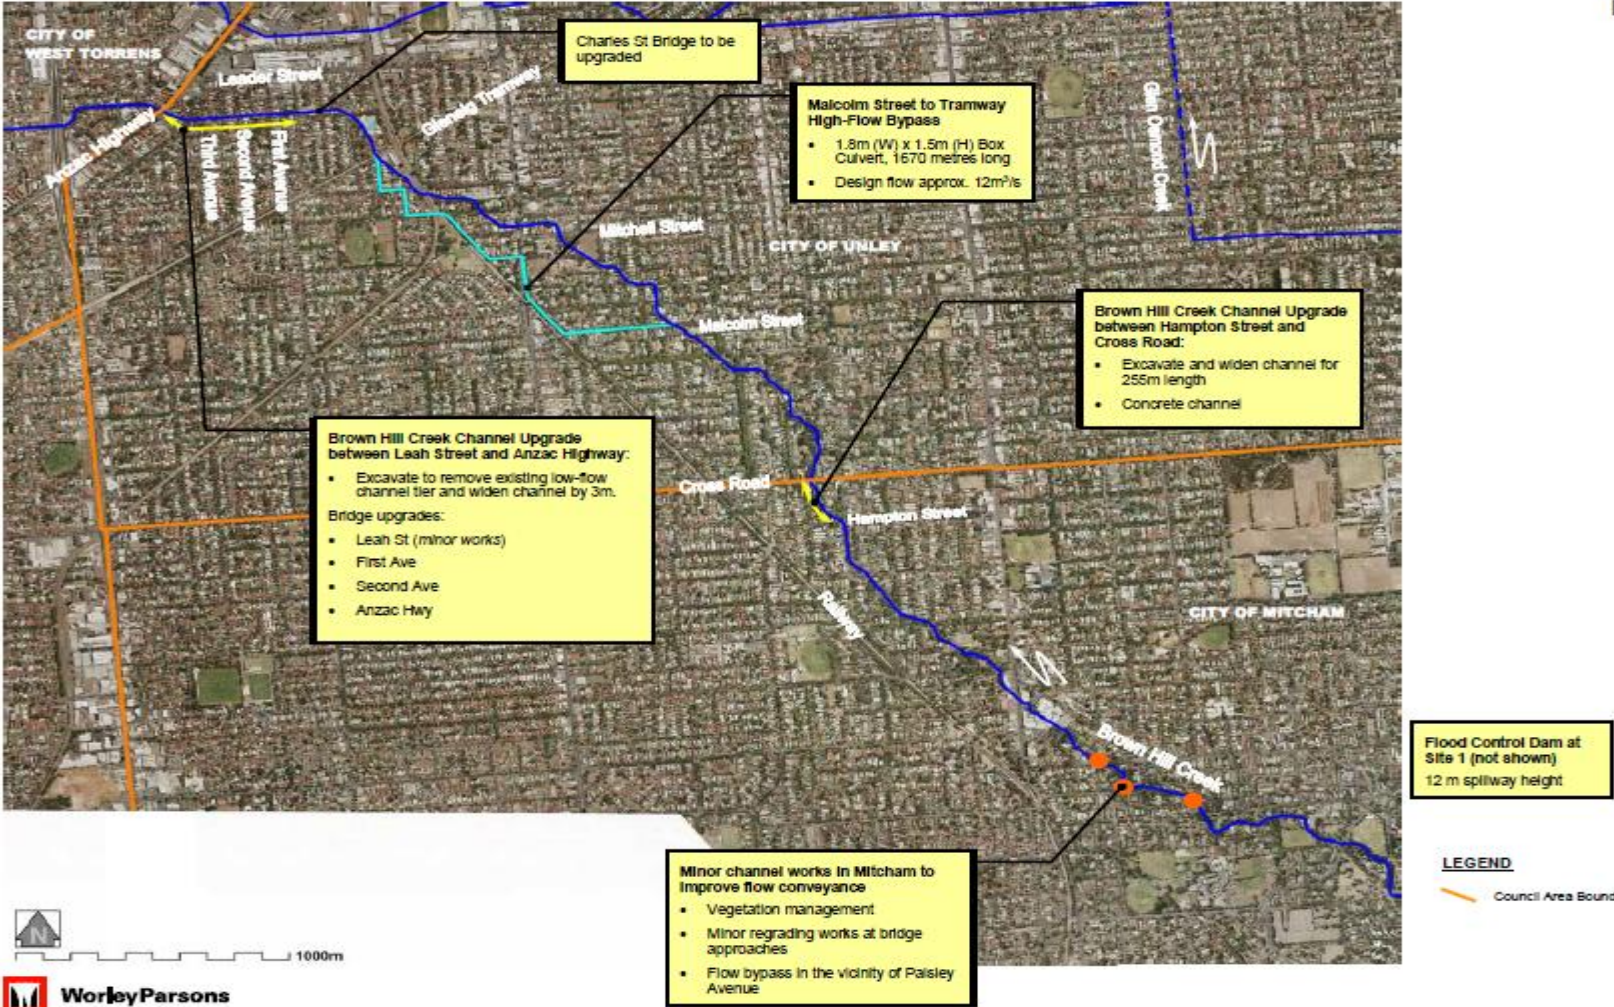 CITY OF
WEST TORRENS
Leader Street
Charles St Bridge to be
upgraded
Glenelg Tramway
Malcolm Street to Tramway
High-Flow Bypass
• 1.8m (W) x 1.5m (H) Box
Culvert, 1670 metres long
• Design flow approx. 12m³/s
Glen Osmond Creek
Anzac Highway
Third Avenue
Second Avenue
First Avenue
Mitchell Street
CITY OF UNLEY
Malcolm Street
Brown Hill Creek Channel Upgrade
between Hampton Street and
Cross Road:
• Excavate and widen channel for
255m length
• Concrete channel
Brown Hill Creek Channel Upgrade
between Leah Street and Anzac Highway:
• Excavate to remove existing low-flow
channel tier and widen channel by 3m.
Bridge upgrades:
• Leah St (minor works)
• First Ave
• Second Ave
• Anzac Hwy
Cross Road
Hampton Street
Railway
CITY OF MITCHAM
Brown Hill Creek
Flood Control Dam at
Site 1 (not shown)
12 m spillway height
Minor channel works in Mitcham to
improve flow conveyance
• Vegetation management
• Minor regrading works at bridge
approaches
• Flow bypass in the vicinity of Paisley
Avenue
LEGEND
Council Area Bound
N
1000m
WorleyParsons